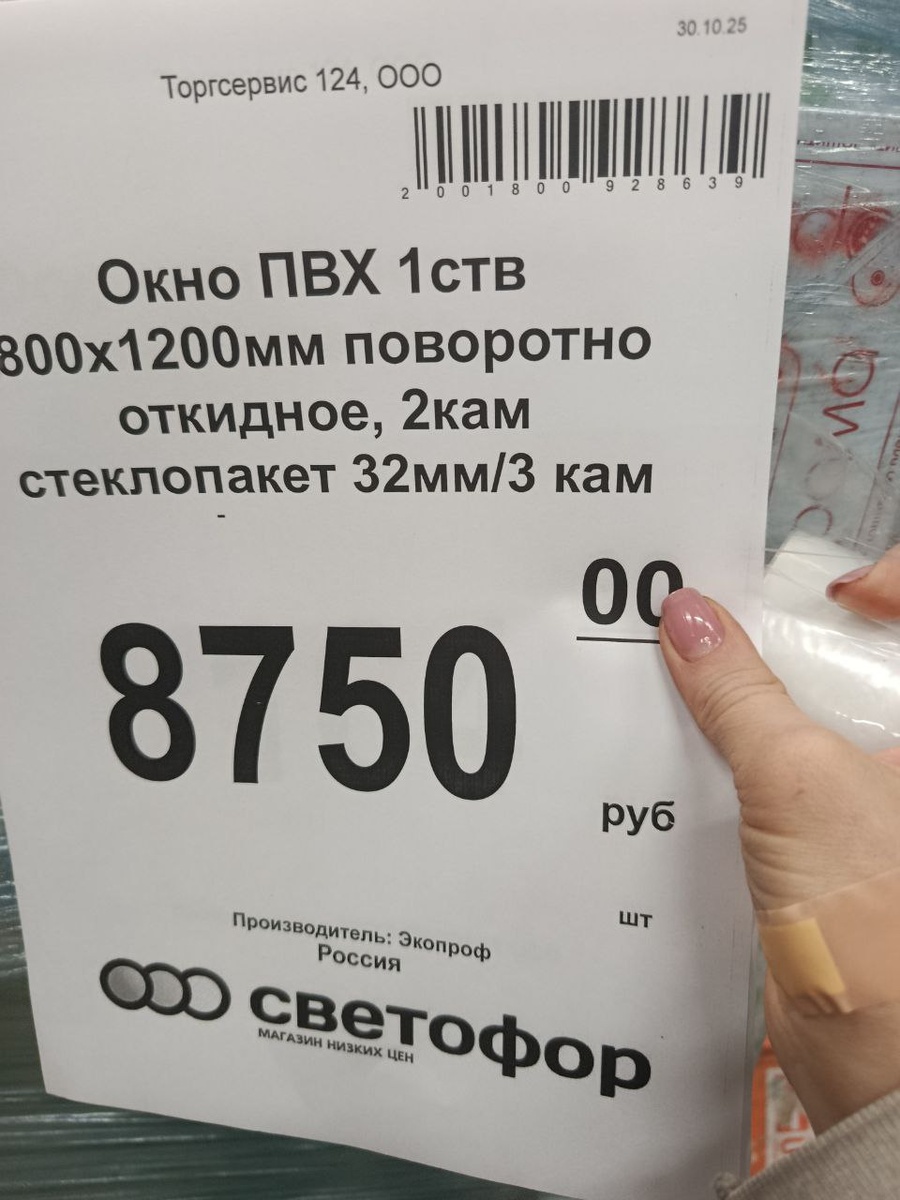 30.10.25
Торгсервис 124, ООО
2 001800 928639
Окно ПВХ 1ств
800х1200мм поворотно
откидное, 2кам
стеклопакет 32мм/3 кам
-
8750 00
руб
шт
Производитель: Экопроф
Россия
светофор
МАГАЗИН НИЗКИХ ЦЕН